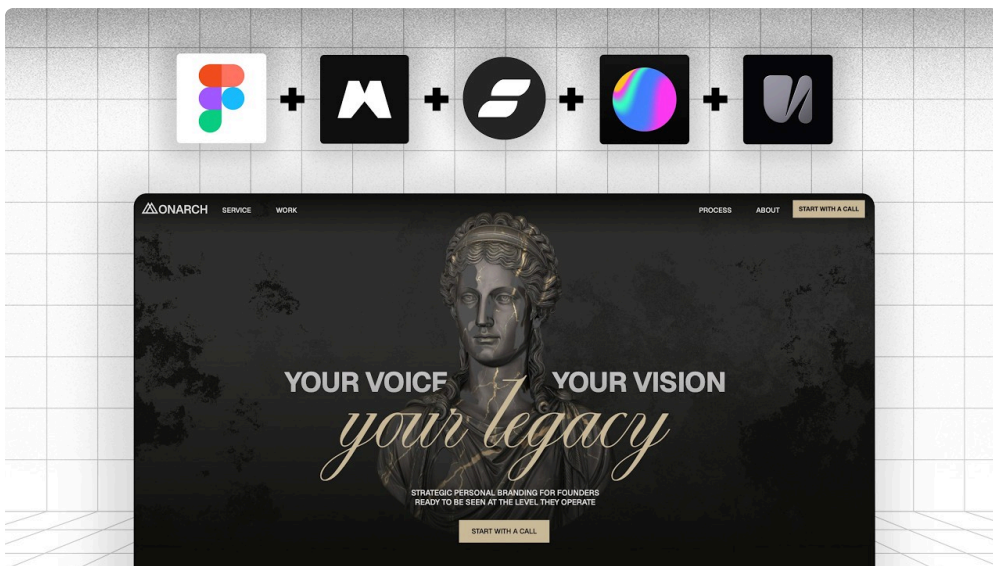 MONARCH SERVICE WORK PROCESS ABOUT START WITH A CALL
YOUR VOICE YOUR VISION
your legacy
STRATEGIC PERSONAL BRANDING FOR FOUNDERS
READY TO BE SEEN AT THE LEVEL THEY OPERATE
START WITH A CALL